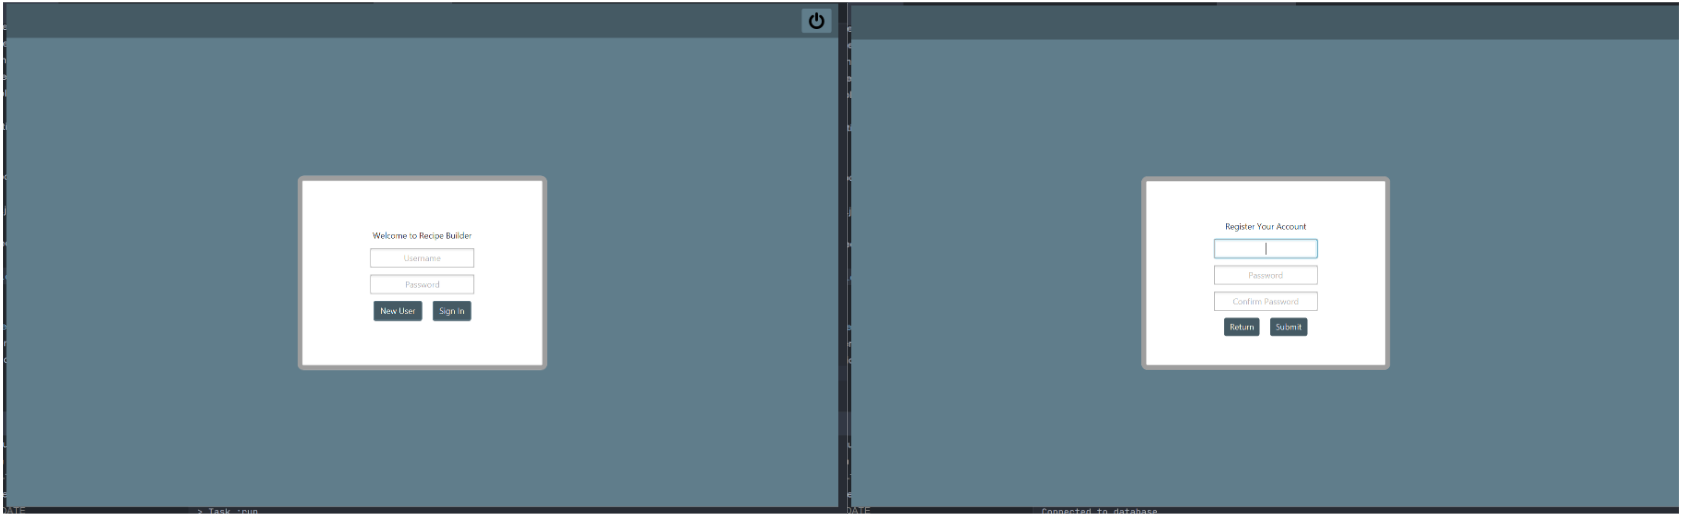 Welcome to Recipe Builder
Username
Password
New User Sign In
DATE > Task :run
Register Your Account
Password
Confirm Password
Return Submit
DATE Connected to database